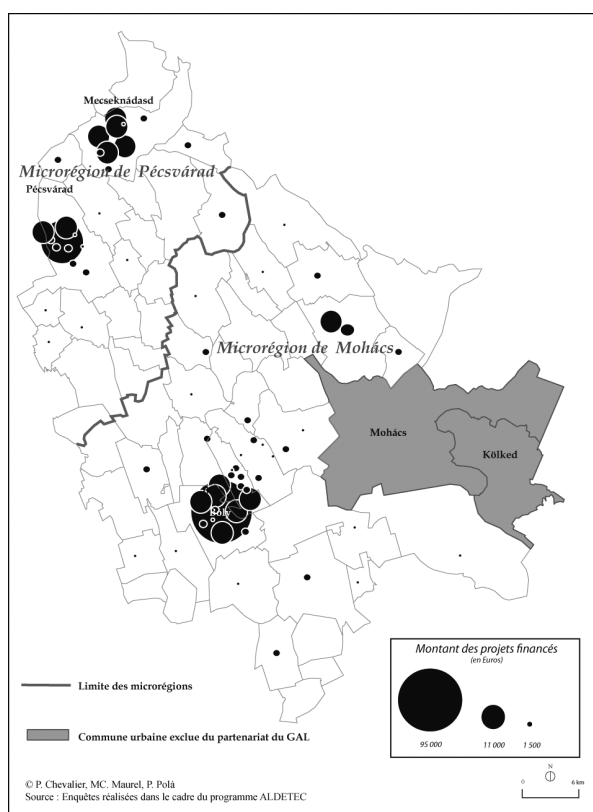 Mecseknádasd
Microrégion de Pécsvárad
Pécsvárad
Microrégion de Mohács
Mohács
Kölked
Bóly
Montant des projets financés
(en Euros)
95 000
11 000
1 500
Limite des microrégions
Commune urbaine exclue du partenariat du GAL
© P. Chevalier, MC. Maurel, P. Polà
Source : Enquêtes réalisées dans le cadre du programme ALDETEC
N
0 6 km